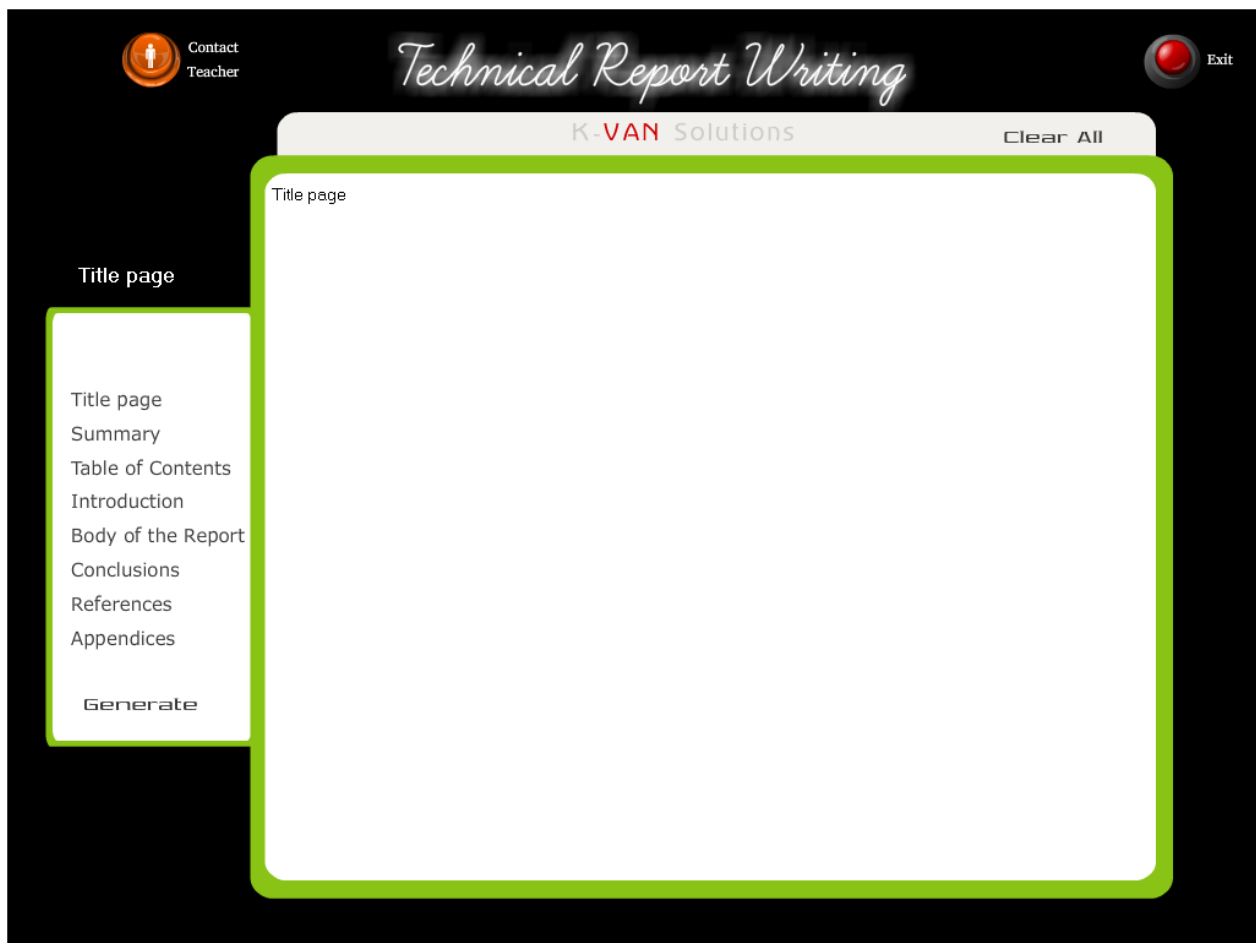 Contact
Teacher
Technical Report Writing
Exit
K-VAN Solutions
Clear All
Title page
Title page
Title page
Summary
Table of Contents
Introduction
Body of the Report
Conclusions
References
Appendices
Generate